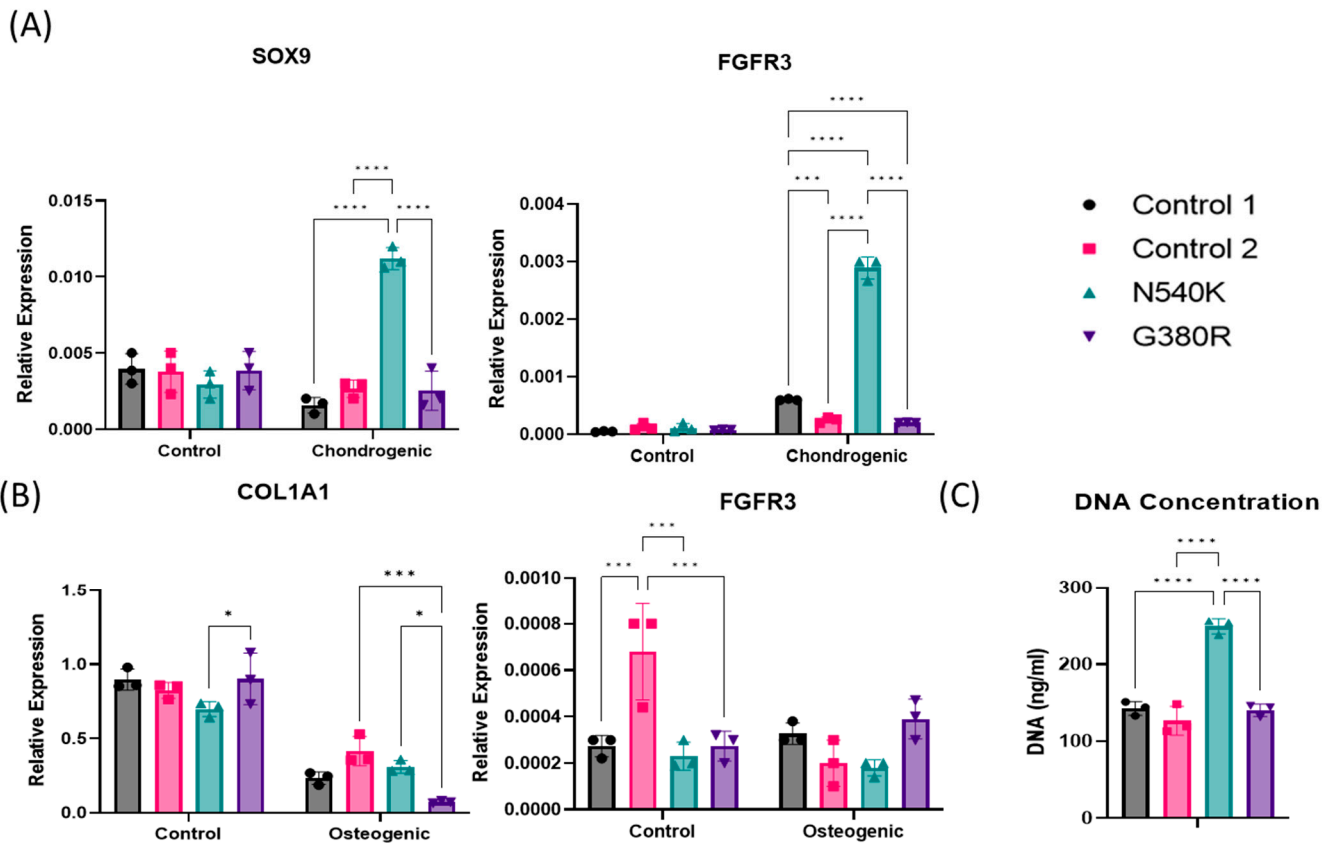 (A)
SOX9
FGFR3
Relative Expression
0.015
0.010
0.005
0.000
Control
Chondrogenic
****
****
****
Relative Expression
0.004
0.003
0.002
0.001
0.000
Control
Chondrogenic
****
****
***
****
****
Control 1
Control 2
N540K
G380R
(B)
COL1A1
FGFR3
(C)
DNA Concentration
Relative Expression
1.5
1.0
0.5
0.0
Control
Osteogenic
*
***
*
Relative Expression
0.0010
0.0008
0.0006
0.0004
0.0002
0.0000
Control
Osteogenic
***
***
***
DNA (ng/ml)
300
200
100
0
****
****
****